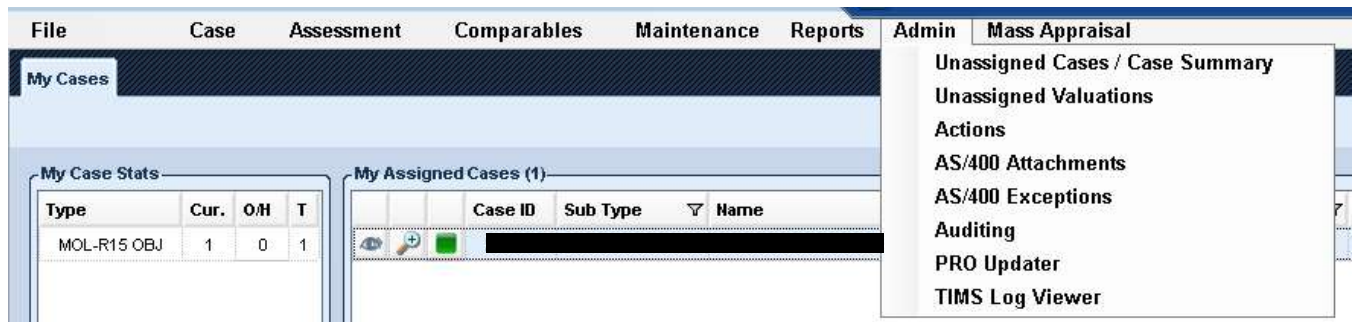 File Case Assessment Comparables Maintenance Reports Admin Mass Appraisal
Unassigned Cases / Case Summary
Unassigned Valuations
Actions
AS/400 Attachments
AS/400 Exceptions
Auditing
PRO Updater
TIMS Log Viewer
My Cases
My Case Stats
Type Cur. O/H T
MOL-R15 OBJ 1 0 1
My Assigned Cases (1)
Case ID Sub Type Name